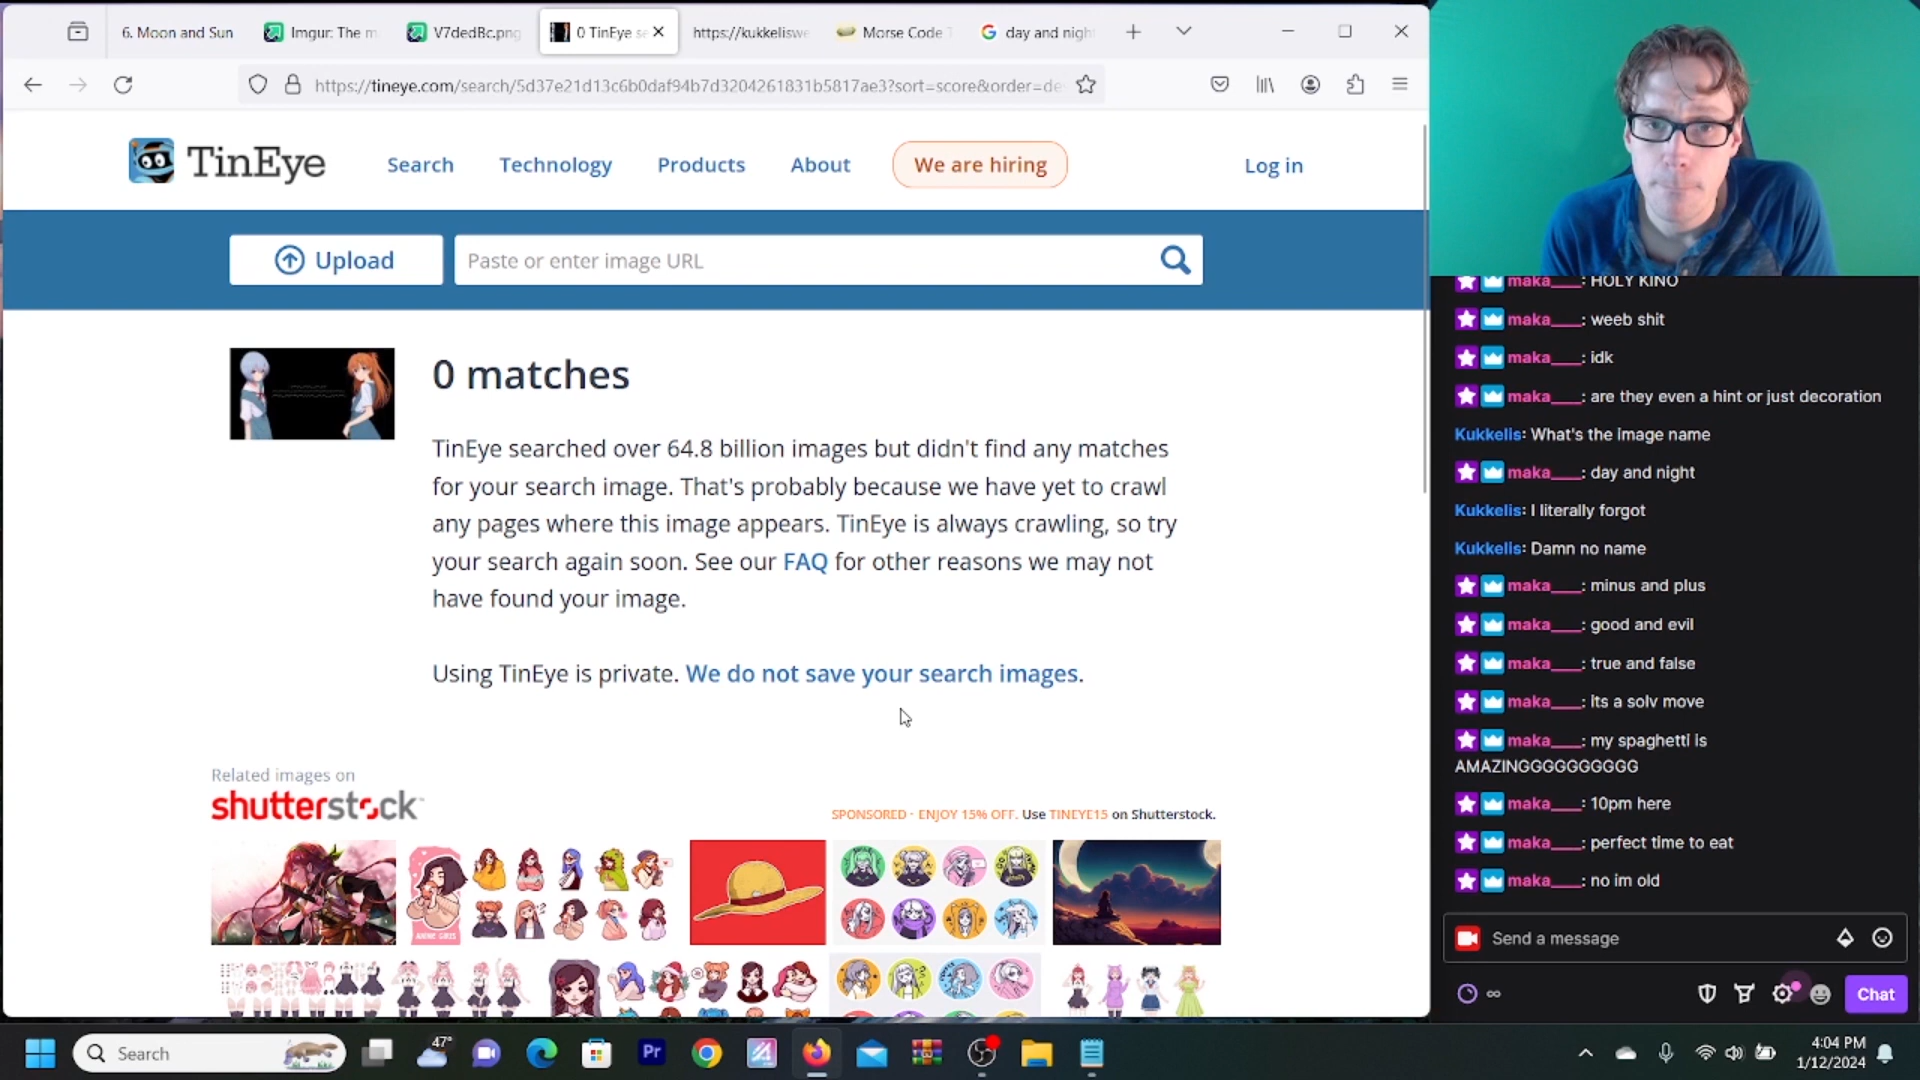 6. Moon and Sun
Imgur: The m
V7dedBc.png
0 TinEye se
https://kukkeliswe
Morse Code T
day and nigh
https://tineye.com/search/5d37e21d13c6b0daf94b7d3204261831b5817ae3?sort=score&order=de
TinEye
Search
Technology
Products
About
We are hiring
Log in
Upload
Paste or enter image URL
0 matches
TinEye searched over 64.8 billion images but didn't find any matches
for your search image. That's probably because we have yet to crawl
any pages where this image appears. TinEye is always crawling, so try
your search again soon. See our FAQ for other reasons we may not
have found your image.
Using TinEye is private. We do not save your search images.
Related images on
shutterstock
SPONSORED · ENJOY 15% OFF. Use TINEYE15 on Shutterstock.
ANIME GIRLS
maka___: HOLY KINO
maka___: weeb shit
maka___: idk
maka___: are they even a hint or just decoration
Kukkelis: What's the image name
maka___: day and night
Kukkelis: I literally forgot
Kukkelis: Damn no name
maka___: minus and plus
maka___: good and evil
maka___: true and false
maka___: its a solv move
maka___: my spaghetti is
AMAZINGGGGGGGGGG
maka___: 10pm here
maka___: perfect time to eat
maka___: no im old
Send a message
∞
Chat
Search
47°
Pr
4:04 PM
1/12/2024